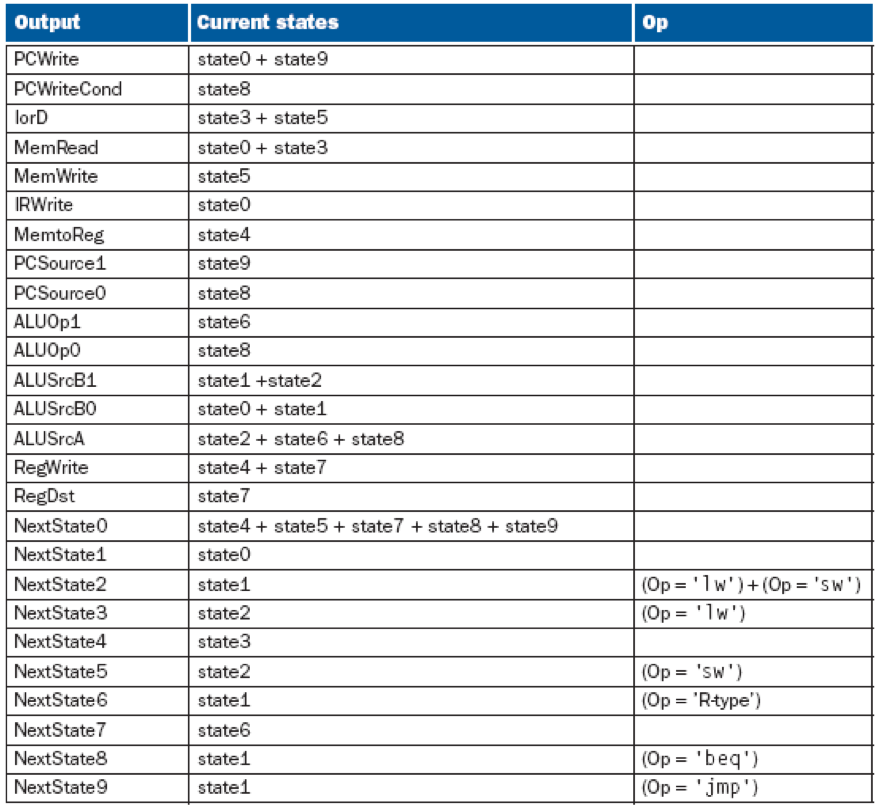 Output Current states Op
PCWrite state0 + state9
PCWriteCond state8
IorD state3 + state5
MemRead state0 + state3
MemWrite state5
IRWrite state0
MemtoReg state4
PCSource1 state9
PCSource0 state8
ALUOp1 state6
ALUOp0 state8
ALUSrcB1 state1 +state2
ALUSrcB0 state0 + state1
ALUSrcA state2 + state6 + state8
RegWrite state4 + state7
RegDst state7
NextState0 state4 + state5 + state7 + state8 + state9
NextState1 state0
NextState2 state1 (Op = 'lw')+(Op = 'sw')
NextState3 state2 (Op = 'lw')
NextState4 state3
NextState5 state2 (Op = 'sw')
NextState6 state1 (Op = 'R-type')
NextState7 state6
NextState8 state1 (Op = 'beq')
NextState9 state1 (Op = 'jmp')